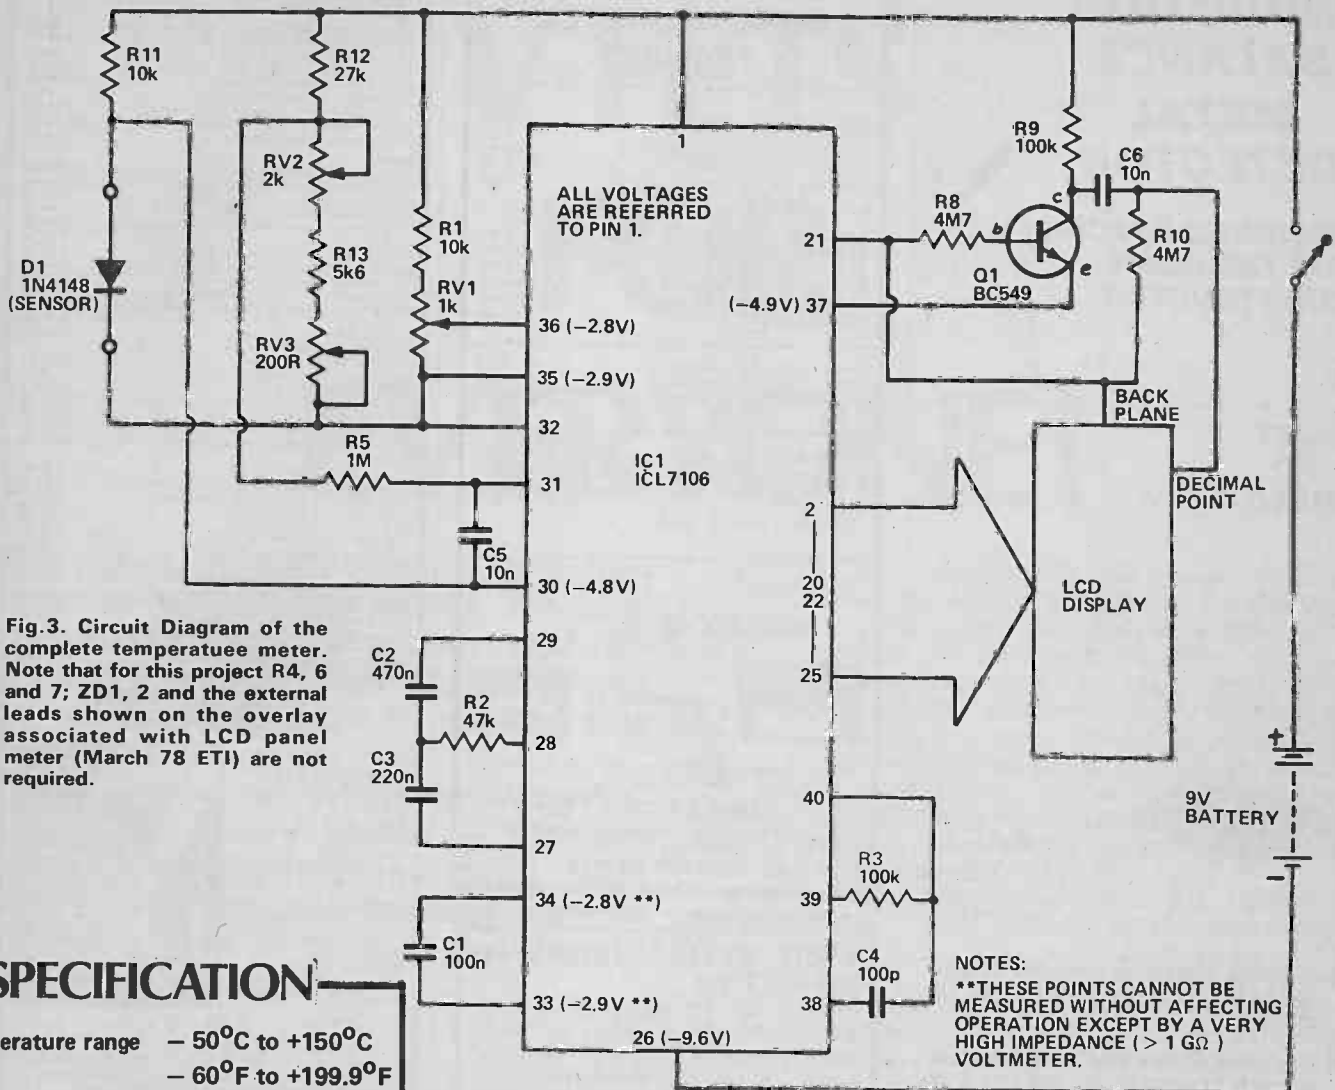 R11
10k
R12
27k
RV2
2k
R13
5k6
RV3
200R
R1
10k
RV1
1k
D1
1N4148
(SENSOR)
R5
1M
C5
10n
1
ALL VOLTAGES
ARE REFERRED
TO PIN 1.
36 (−2.8V)
35 (−2.9V)
32
31
30 (−4.8V)
29
28
27
34 (−2.8V **)
33 (−2.9V **)
26 (−9.6V)
IC1
ICL7106
21
(−4.9V) 37
2
20
22
25
40
39
38
R9
100k
C6
10n
R8
4M7
c
b
e
Q1
BC549
R10
4M7
BACK
PLANE
DECIMAL
POINT
LCD
DISPLAY
+
9V
BATTERY
−
C2
470n
R2
47k
C3
220n
C1
100n
R3
100k
C4
100p
Fig.3. Circuit Diagram of the
complete temperatuee meter.
Note that for this project R4, 6
and 7; ZD1, 2 and the external
leads shown on the overlay
associated with LCD panel
meter (March 78 ETI) are not
required.
NOTES:
**THESE POINTS CANNOT BE
MEASURED WITHOUT AFFECTING
OPERATION EXCEPT BY A VERY
HIGH IMPEDANCE (> 1 GΩ )
VOLTMETER.
SPECIFICATION
erature range − 50°C to +150°C
− 60°F to +199.9°F